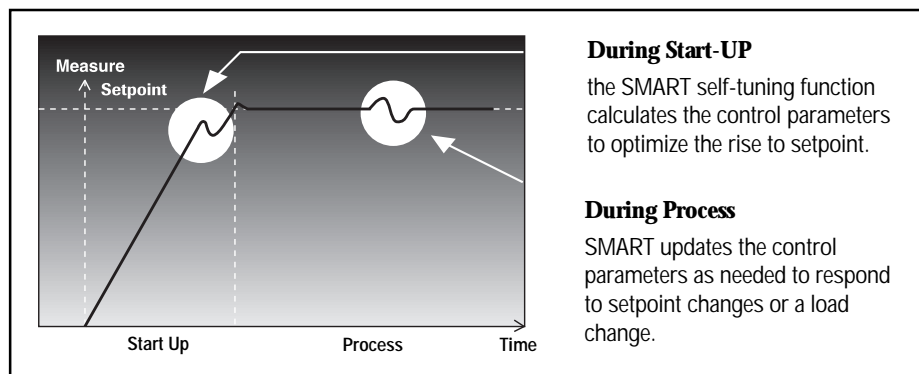 Measure
Setpoint
Start Up
Process
Time
During Start-UP
the SMART self-tuning function
calculates the control parameters
to optimize the rise to setpoint.
During Process
SMART updates the control
parameters as needed to respond
to setpoint changes or a load
change.